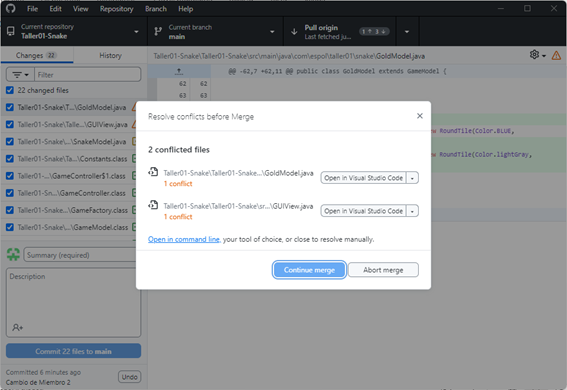 File Edit View Repository Branch Help
Current repository
Taller01-Snake
Current branch
main
Pull origin
Last fetched ju...
1 3
Changes 22
History
Taller01-Snake\Taller01-Snake\src\main\java\com\espol\taller01\snake\GoldModel.java
Filter
@@ -62,7 +62,11 @@ public class GoldModel extends GameModel {
22 changed files
62 62
63 63
Taller01-Snake\T...\GoldModel.java
Taller01-Snake\Talle...\GUIView.java
Taller01-Snake\...\SnakeModel.java
Taller01-Snake\Ta...\Constants.class
Taller01-...\GameController$1.class
Taller01-Sn...\GameController.class
Taller01-Snak...\GameFactory.class
Taller01-Snake\...\GameModel.class
RoundTile(Color.BLUE,
RoundTile(Color.lightGray,
Resolve conflicts before Merge
2 conflicted files
Taller01-Snake\Taller01-Snake...\GoldModel.java
1 conflict
Open in Visual Studio Code
Taller01-Snake\Taller01-Snake\sr...\GUIView.java
1 conflict
Open in Visual Studio Code
Open in command line, your tool of choice, or close to resolve manually.
Continue merge
Abort merge
Summary (required)
Description
Commit 22 files to main
Committed 6 minutes ago
Cambio de Miembro 2
Undo